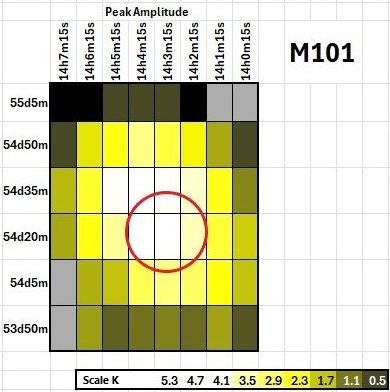 Peak Amplitude
14h7m15s 14h6m15s 14h5m15s 14h4m15s 14h3m15s 14h2m15s 14h1m15s 14h0m15s
M101
55d5m
54d50m
54d35m
54d20m
54d5m
53d50m
Scale K 5.3 4.7 4.1 3.5 2.9 2.3 1.7 1.1 0.5